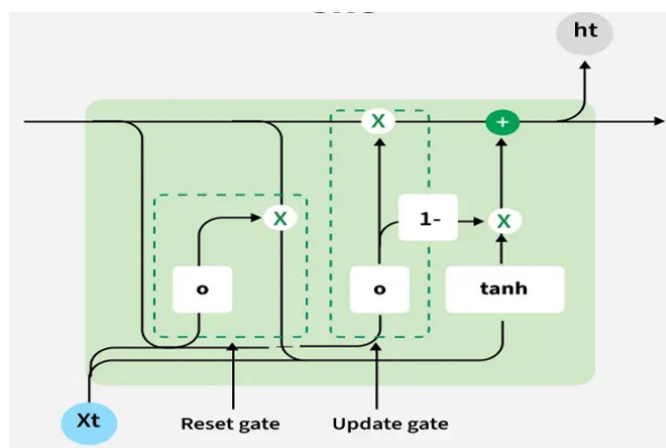 ht
X
+
X
1-
X
o
o
tanh
Xt
Reset gate
Update gate